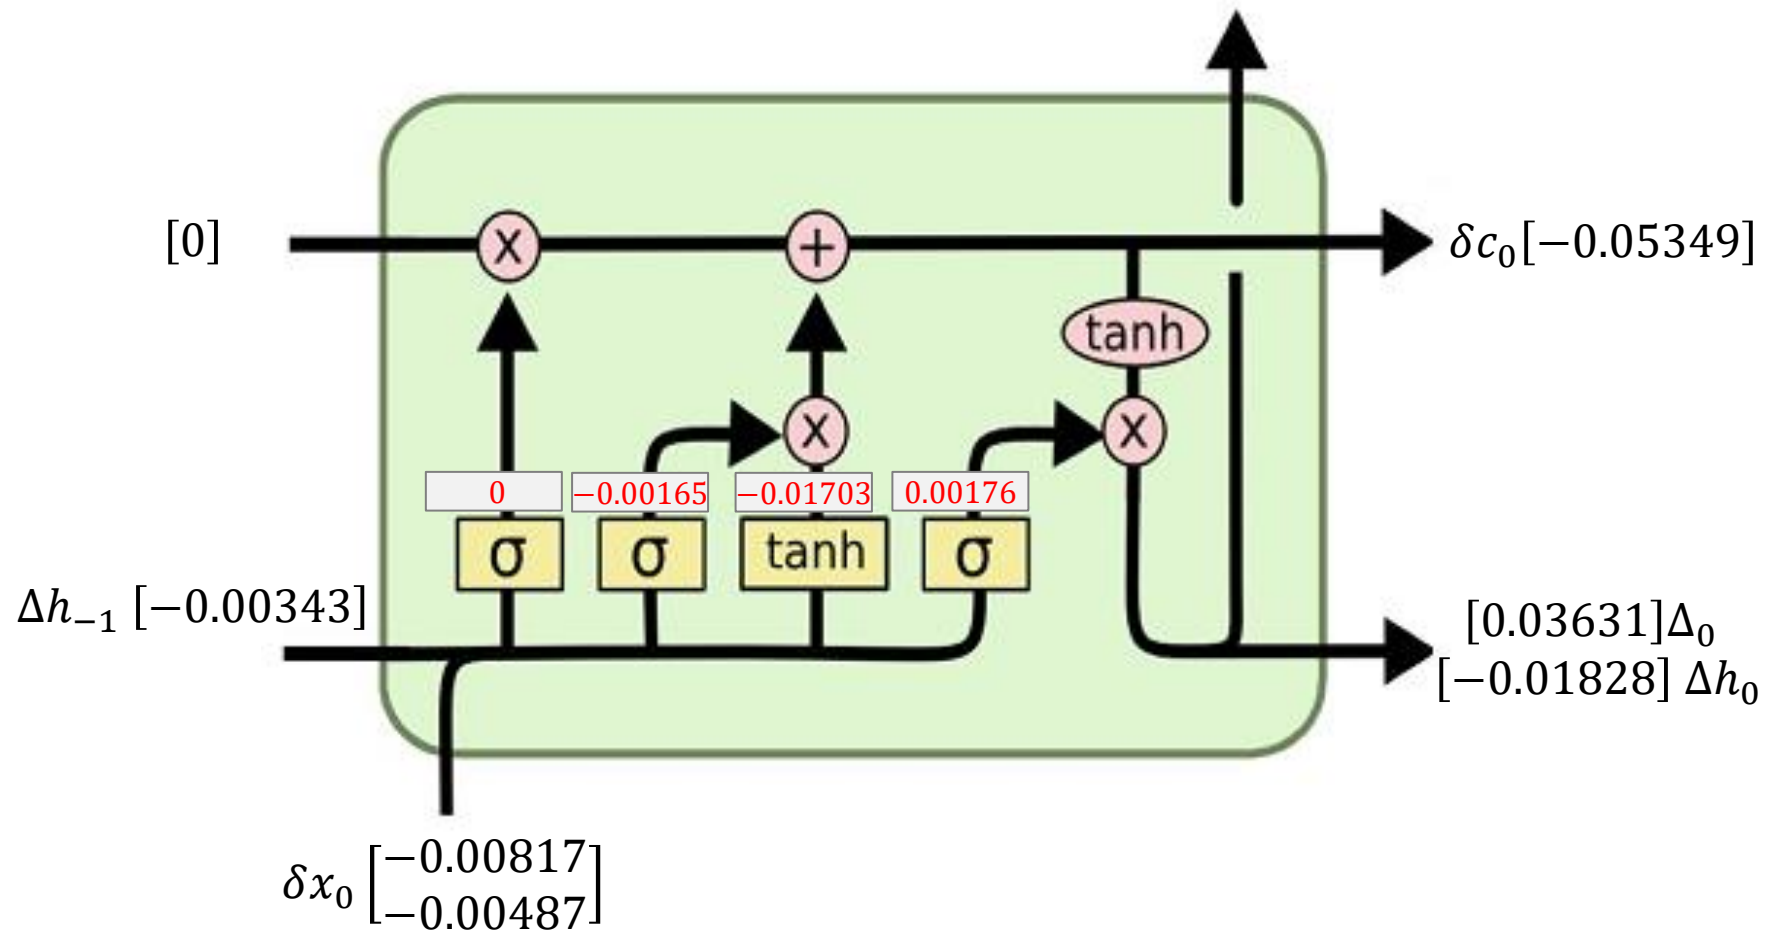 [0]
x
+
δc₀[−0.05349]
tanh
x
x
0
−0.00165
−0.01703
0.00176
σ
σ
tanh
σ
Δh₋₁ [−0.00343]
[0.03631]Δ₀
[−0.01828] Δh₀
δx₀ [−0.00817
−0.00487]